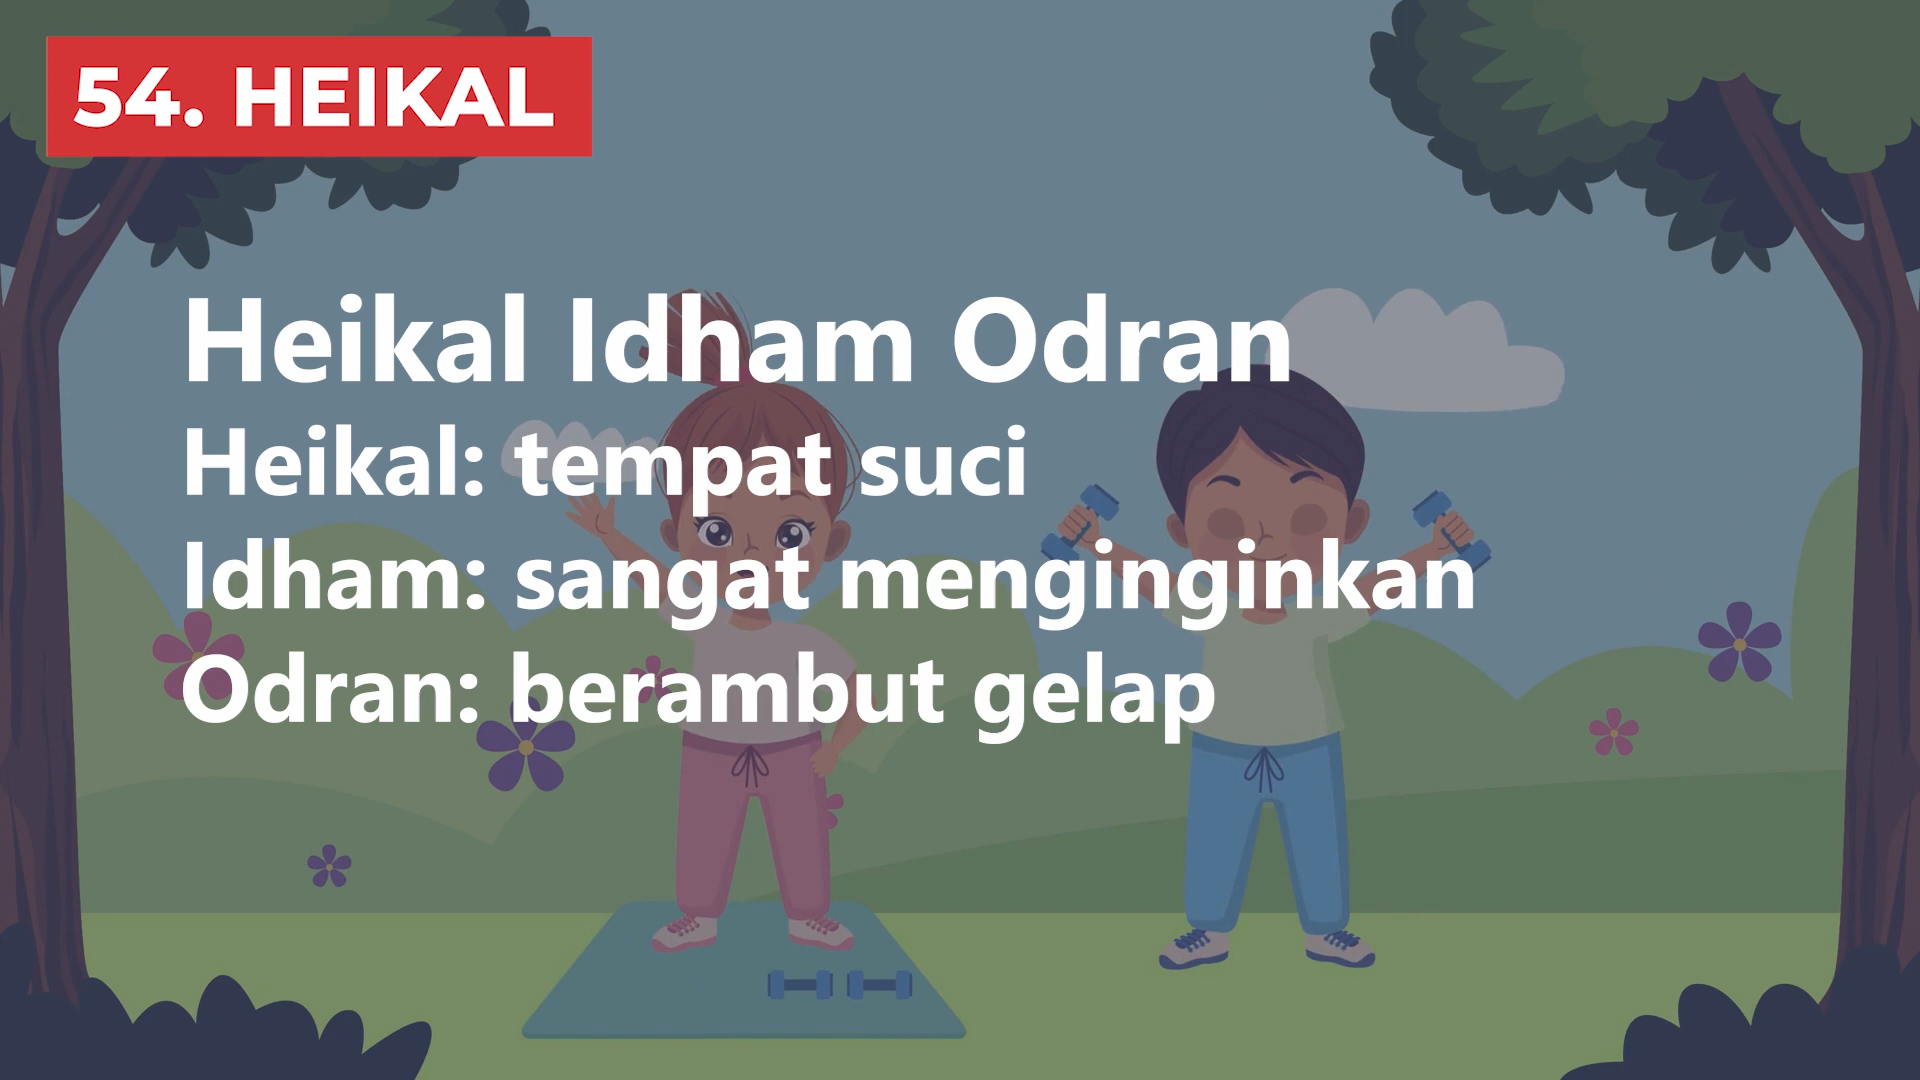 54. HEIKAL
Heikal Idham Odran
Heikal: tempat suci
Idham: sangat menginginkan
Odran: berambut gelap